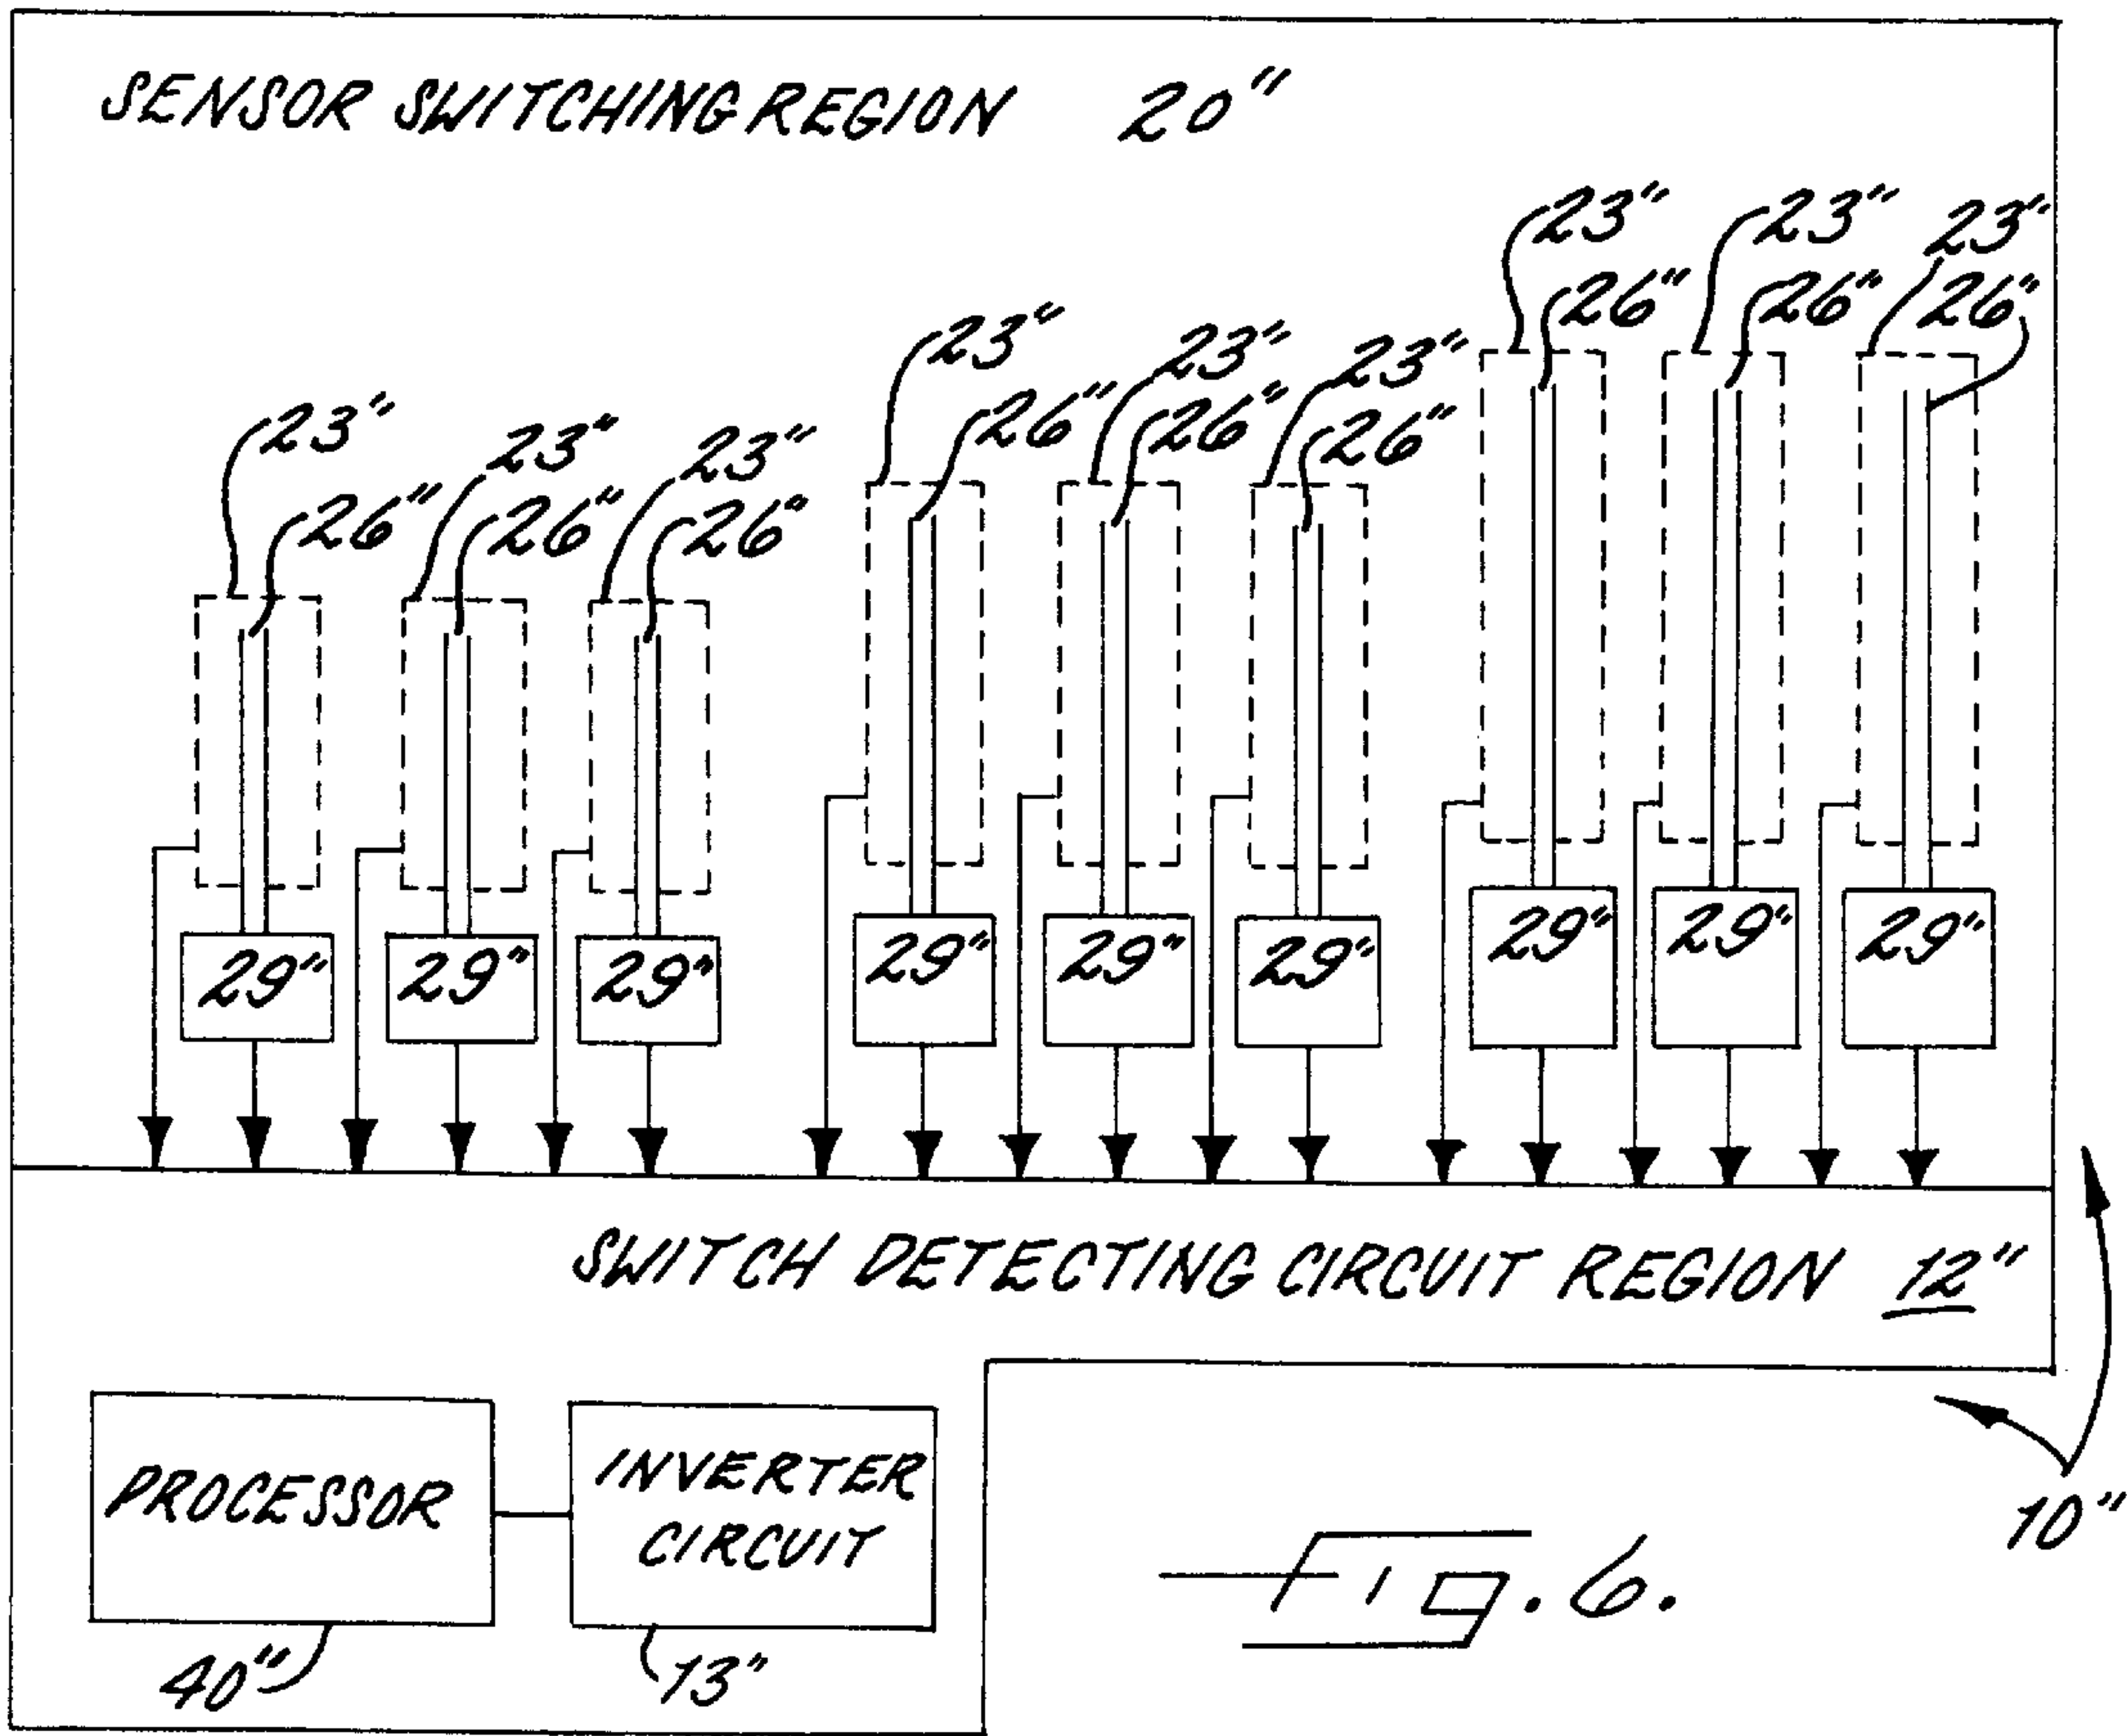 SENSOR SWITCHING REGION 20"
23" 23" 23"
26" 26" 26"
23" 23" 23"
26" 26" 26"
23" 23" 23"
26" 26" 26"
29" 29" 29" 29" 29" 29" 29" 29" 29"
SWITCH DETECTING CIRCUIT REGION 12"
PROCESSOR
INVERTER
CIRCUIT
40"
13"
10"
Fig. 6.